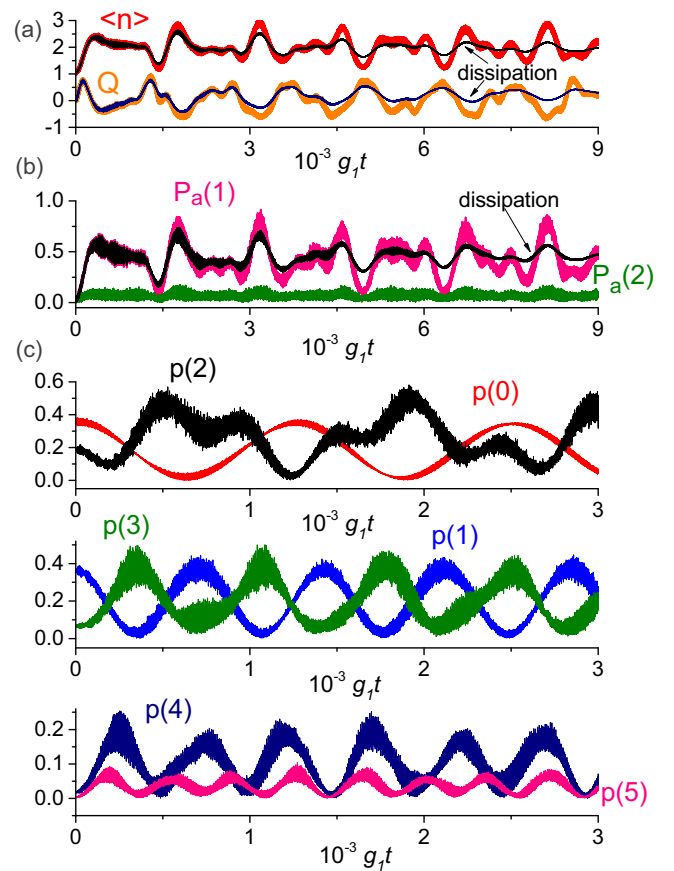 (a)
<n>
3
2
1
0
-1
Q
dissipation
0 3 6 9
10⁻³ g₁t
(b)
1.0
0.5
0.0
Pₐ(1)
dissipation
Pₐ(2)
0 3 6 9
10⁻³ g₁t
(c)
0.6
0.4
0.2
0.0
p(2)
p(0)
0 1 2 3
10⁻³ g₁t
0.4
0.2
0.0
p(3)
p(1)
0 1 2 3
10⁻³ g₁t
0.2
0.1
0.0
p(4)
p(5)
0 1 2 3
10⁻³ g₁t